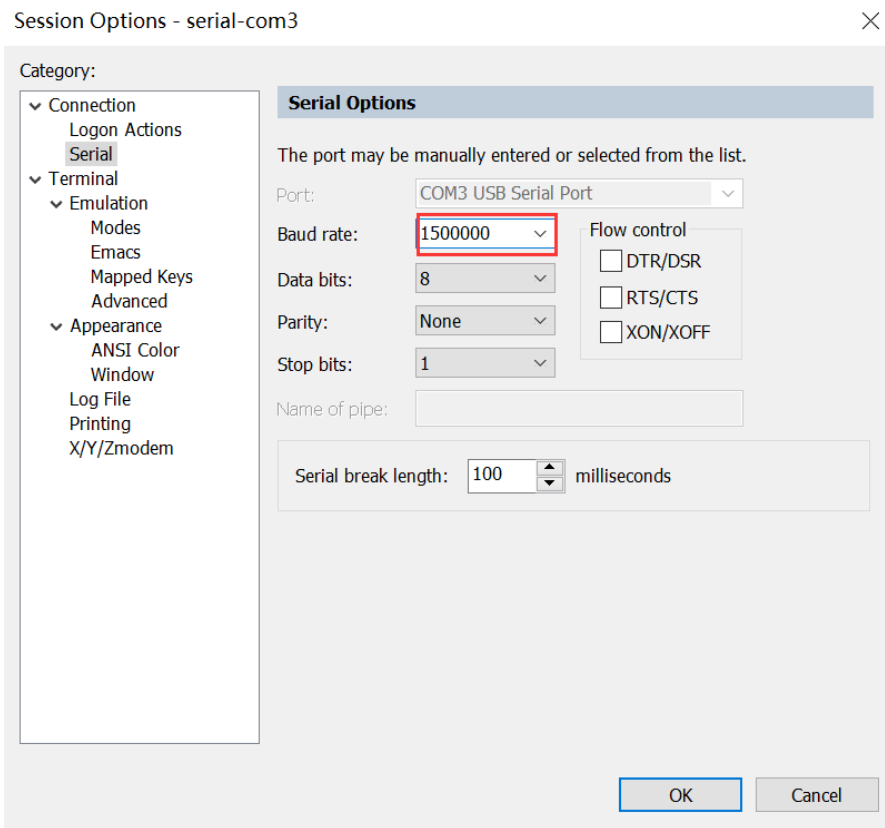 Session Options - serial-com3
Category:
Connection
Logon Actions
Serial
Terminal
Emulation
Modes
Emacs
Mapped Keys
Advanced
Appearance
ANSI Color
Window
Log File
Printing
X/Y/Zmodem
Serial Options
The port may be manually entered or selected from the list.
Port: COM3 USB Serial Port
Baud rate: 1500000
Data bits: 8
Parity: None
Stop bits: 1
Flow control
DTR/DSR
RTS/CTS
XON/XOFF
Name of pipe:
Serial break length: 100 milliseconds
OK Cancel